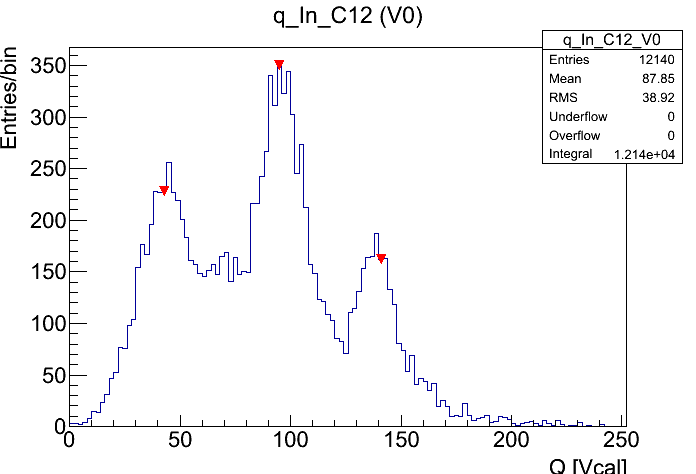 q_In_C12 (V0)
q_In_C12_V0
Entries 12140
Mean 87.85
RMS 38.92
Underflow 0
Overflow 0
Integral 1.214e+04
Entries/bin
350
300
250
200
150
100
50
0
0 50 100 150 200 250
Q [Vcal]